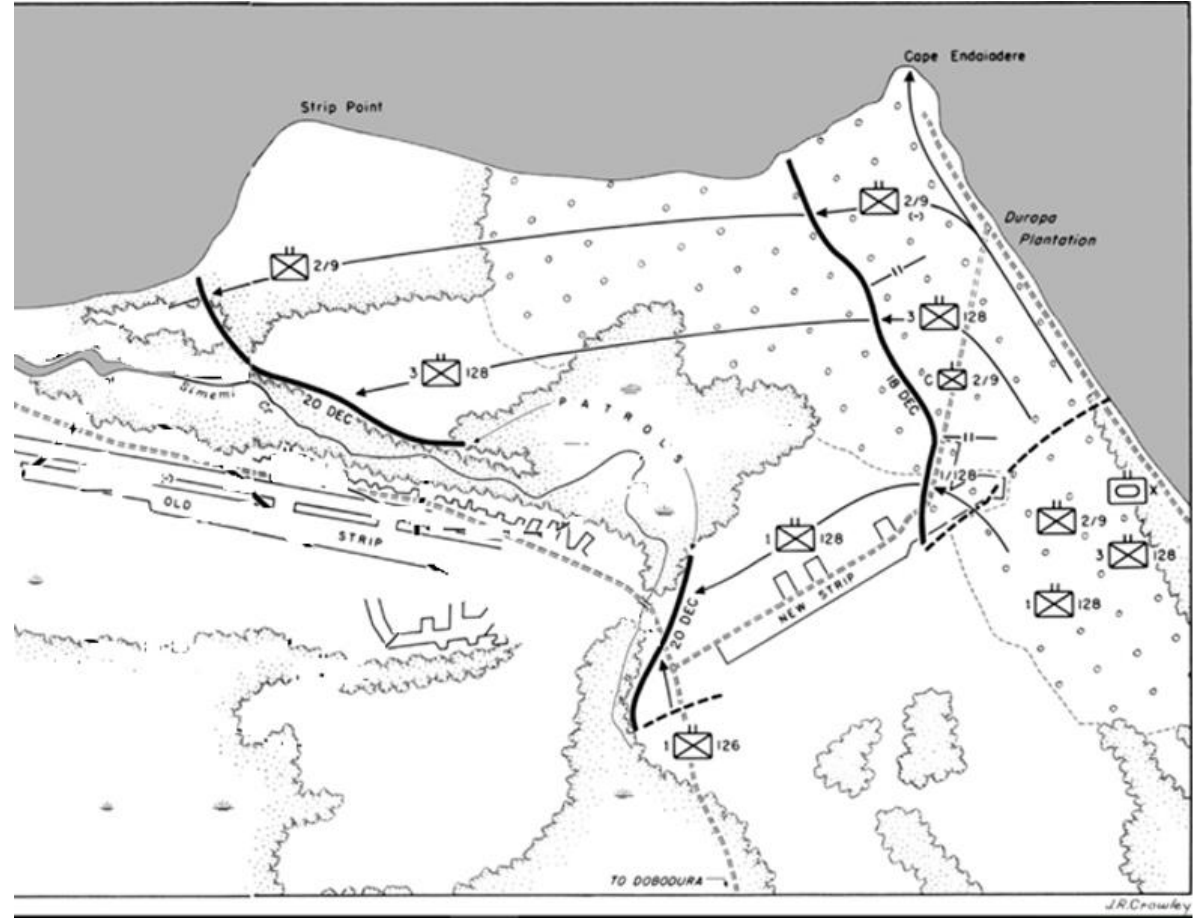 Cape Endaiadere
Strip Point
2/9
(-)
Duropa
Plantation
2/9
3 128
3 128
C 2/9
18 DEC
PATROLS
20 DEC
Simemi
Cr
1/128
X
2/9
1 128
3 128
OLD
STRIP
(-)
NEW STRIP
1 128
20 DEC
1 126
TO DOBODURA
J.R.Crowley